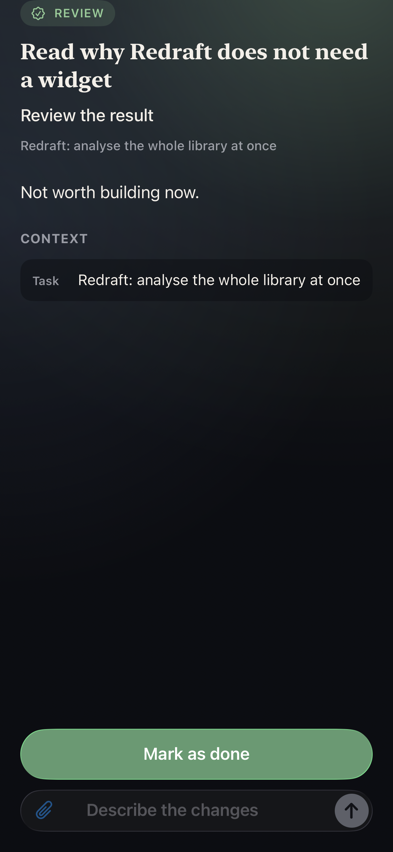 REVIEW
Read why Redraft does not need
a widget
Review the result
Redraft: analyse the whole library at once
Not worth building now.
CONTEXT
Task Redraft: analyse the whole library at once
Mark as done
Describe the changes